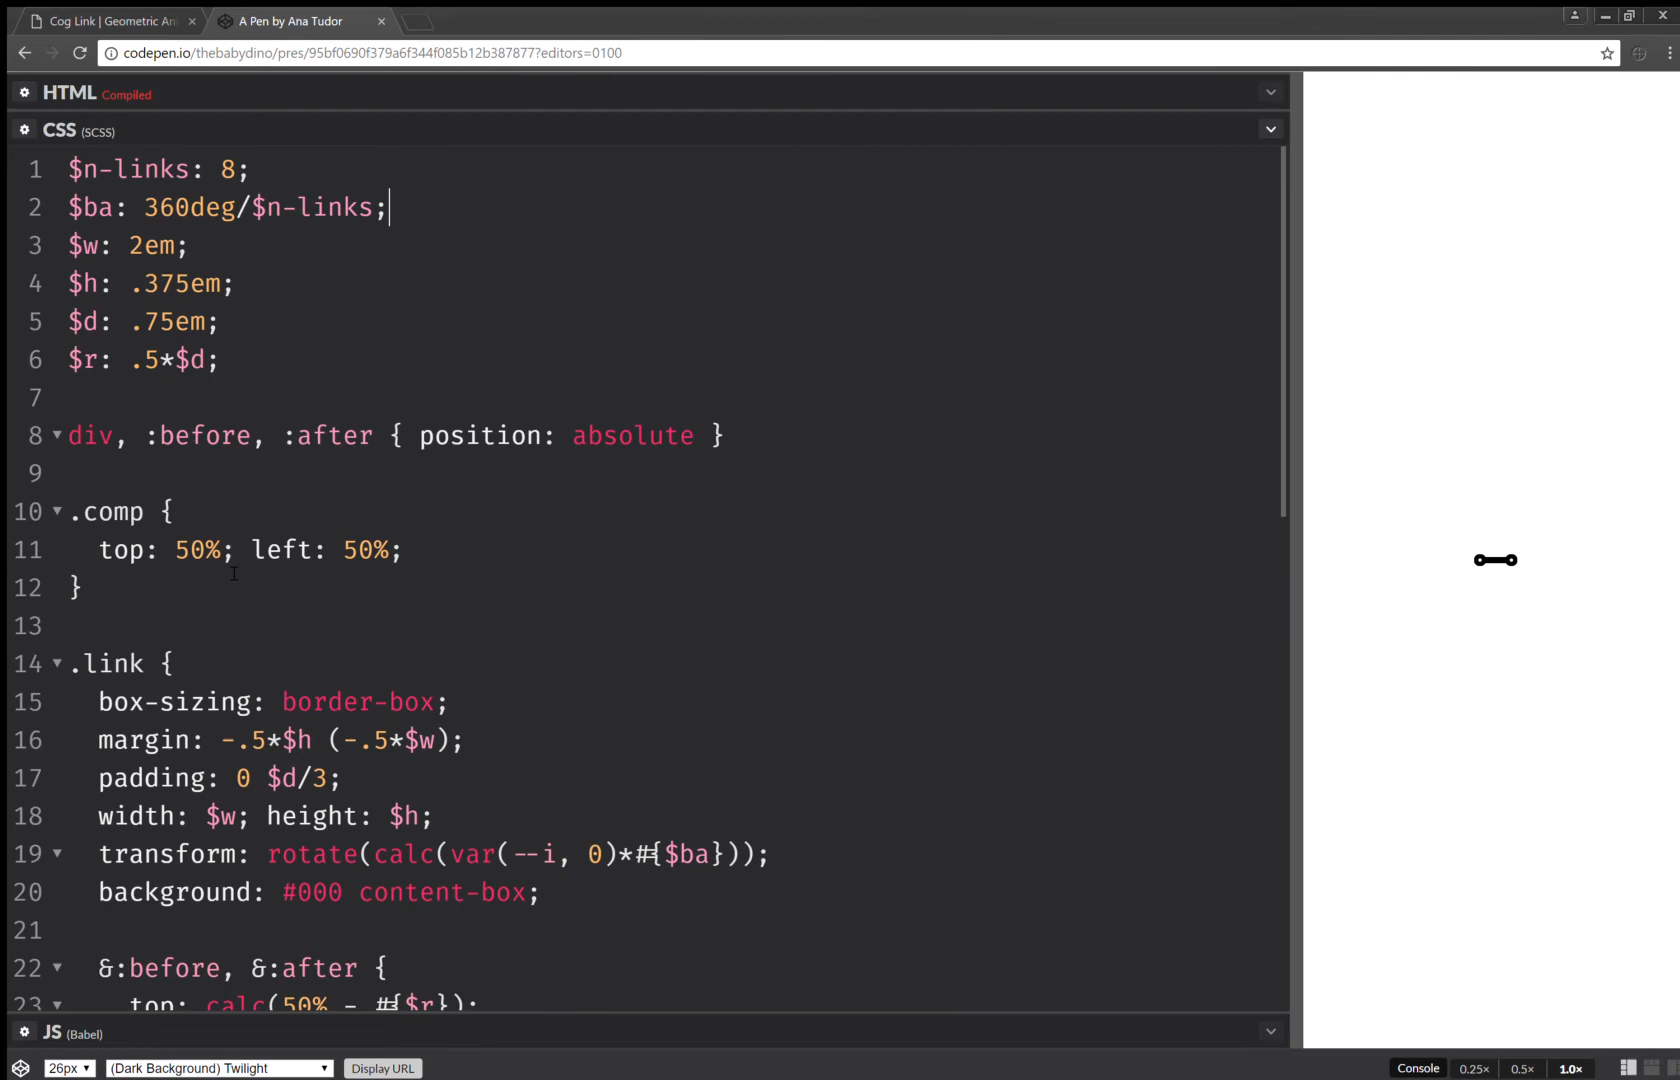 Cog Link | Geometric Ani
A Pen by Ana Tudor
codepen.io/thebabydino/pres/95bf0690f379a6f344f085b12b387877?editors=0100
HTML Compiled
CSS (SCSS)
1 $n-links: 8;
2 $ba: 360deg/$n-links;
3 $w: 2em;
4 $h: .375em;
5 $d: .75em;
6 $r: .5*$d;
7
8 div, :before, :after { position: absolute }
9
10 .comp {
11 top: 50%; left: 50%;
12 }
13
14 .link {
15 box-sizing: border-box;
16 margin: -.5*$h (-.5*$w);
17 padding: 0 $d/3;
18 width: $w; height: $h;
19 transform: rotate(calc(var(--i, 0)*#{$ba}));
20 background: #000 content-box;
21
22 &:before, &:after {
23 top: calc(50% - #{$r});
JS (Babel)
26px (Dark Background) Twilight Display URL Console 0.25× 0.5× 1.0×